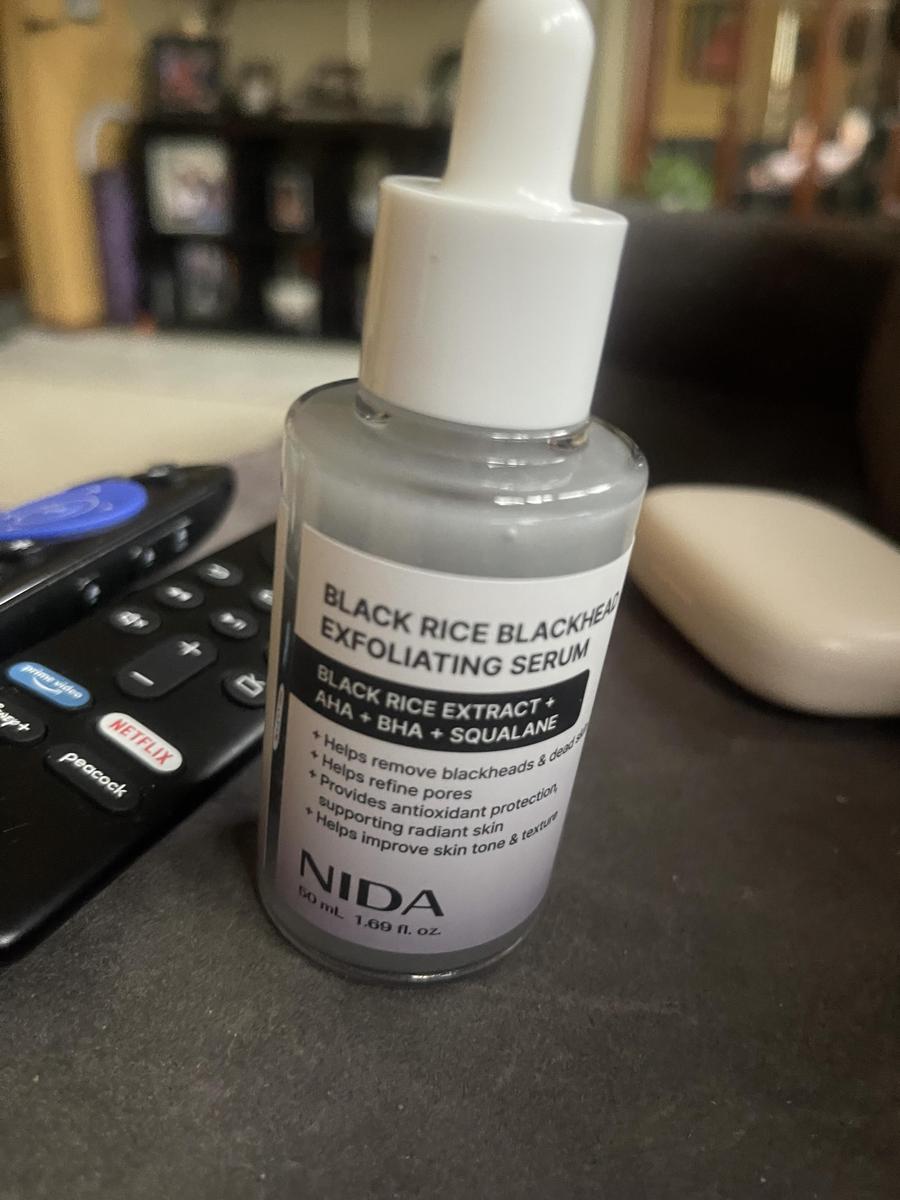 BLACK RICE BLACKHEAD
EXFOLIATING SERUM
BLACK RICE EXTRACT +
AHA + BHA + SQUALANE
+ Helps remove blackheads & dead
+ Helps refine pores
+ Provides antioxidant protection,
supporting radiant skin
+ Helps improve skin tone & texture
NIDA
50 mL 1.69 fl. oz.
prime video
NETFLIX
peacock